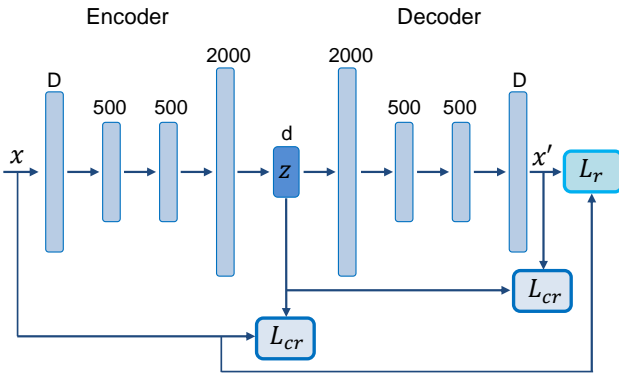 Encoder Decoder
2000 2000
D D
500 500 500 500
d
x z x′ L_r
L_cr
L_cr